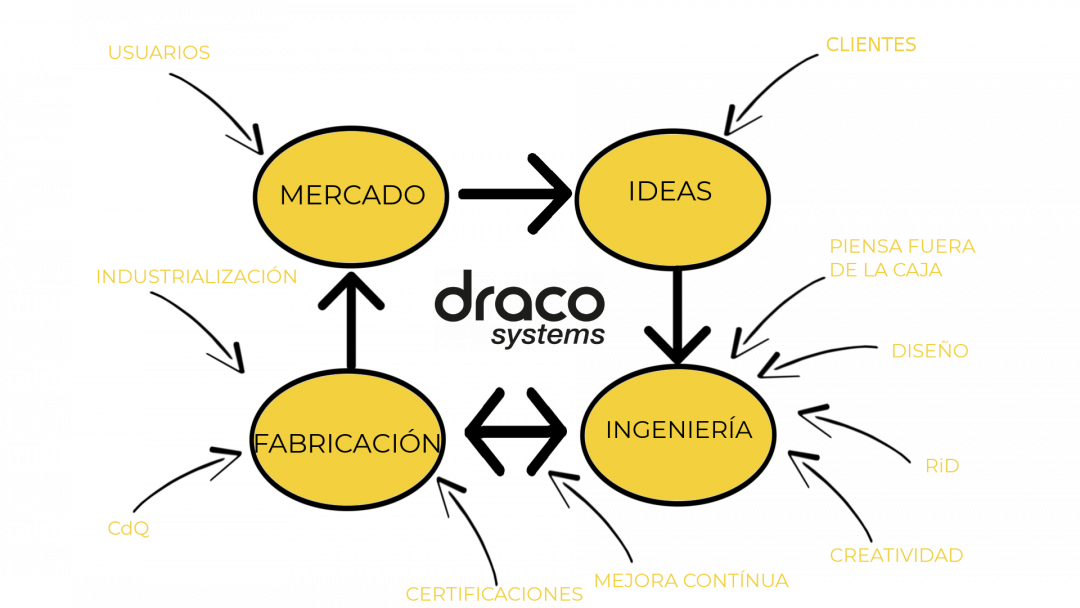 USUARIOS
CLIENTES
MERCADO
IDEAS
PIENSA FUERA
DE LA CAJA
INDUSTRIALIZACIÓN
draco
systems
DISEÑO
FABRICACIÓN
INGENIERÍA
RiD
CdQ
CREATIVIDAD
MEJORA CONTÍNUA
CERTIFICACIONES